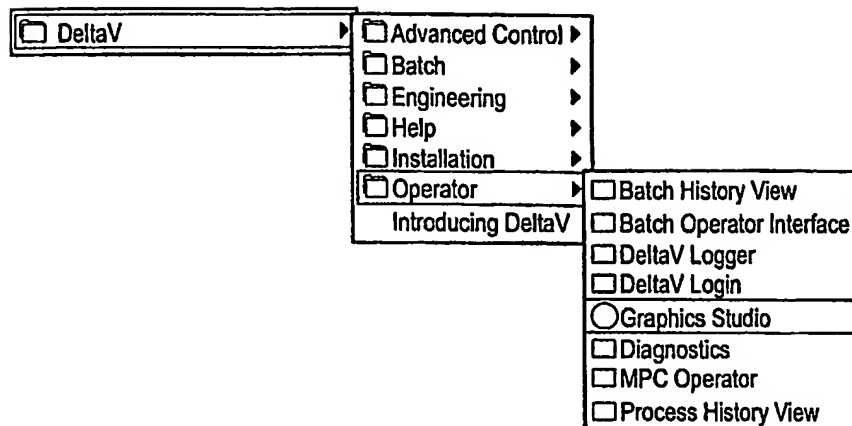 DeltaV
Advanced Control
Batch
Engineering
Help
Installation
Operator
Introducing DeltaV
Batch History View
Batch Operator Interface
DeltaV Logger
DeltaV Login
Graphics Studio
Diagnostics
MPC Operator
Process History View